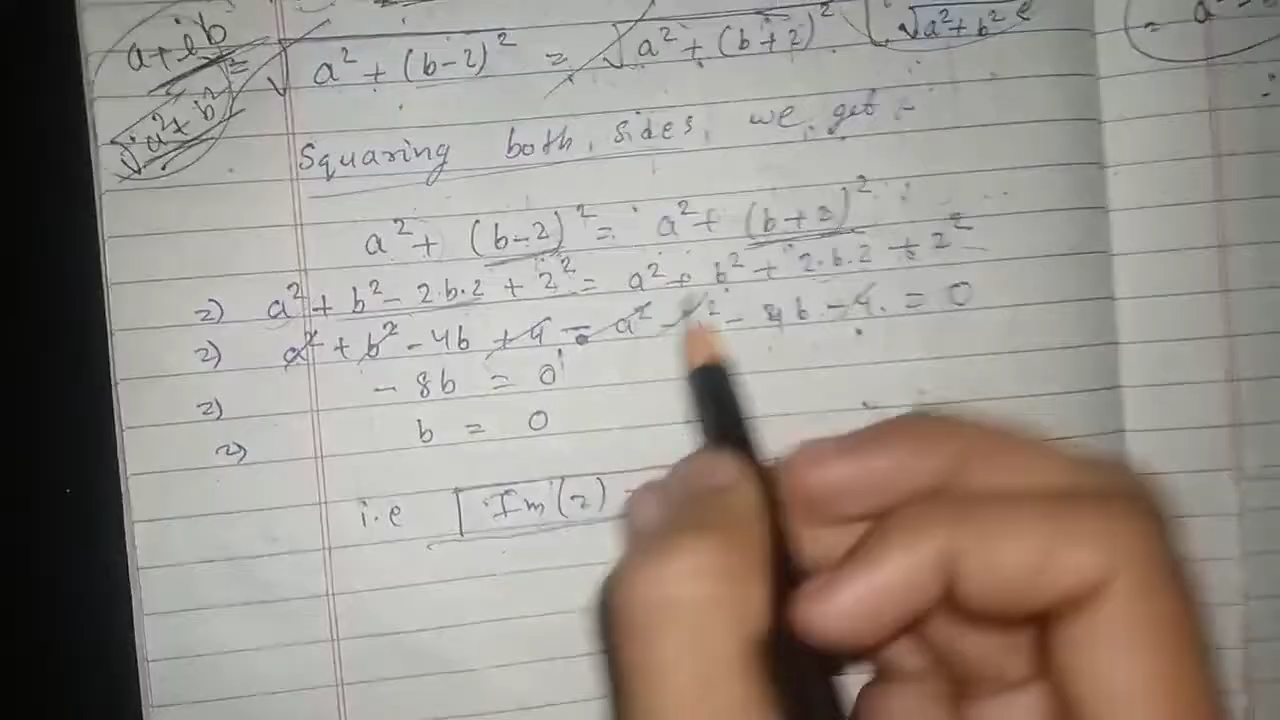 a+ib
√a²+b²
= √a² + (b-2)² = √a² + (b+2)² √a²+b²
= a²
Squaring both sides, we get -
a² + (b-2)² = a² + (b+2)²
=) a² + b² - 2.b.2 + 2² = a² + b² + 2.b.2 + 2²
=) a² + b² - 4b + 4 - a² - b² - 4b - 4 = 0
=) - 8b = 0
=) b = 0
i.e Im(z)